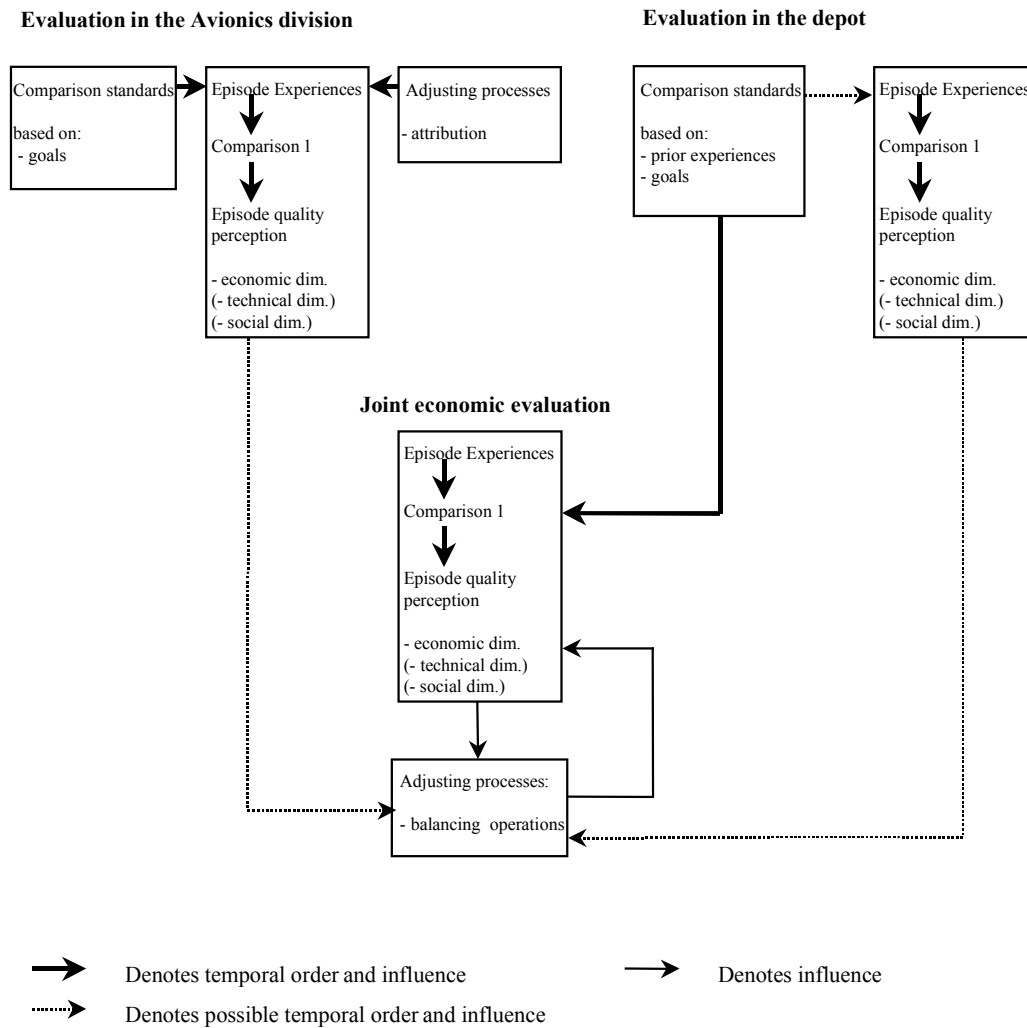 Evaluation in the Avionics division
Comparison standards
based on:
- goals
Episode Experiences
Comparison 1
Episode quality
perception
- economic dim.
(- technical dim.)
(- social dim.)
Adjusting processes
- attribution
Evaluation in the depot
Comparison standards
based on:
- prior experiences
- goals
Episode Experiences
Comparison 1
Episode quality
perception
- economic dim.
(- technical dim.)
(- social dim.)
Joint economic evaluation
Episode Experiences
Comparison 1
Episode quality
perception
- economic dim.
(- technical dim.)
(- social dim.)
Adjusting processes:
- balancing operations
Denotes temporal order and influence
Denotes influence
Denotes possible temporal order and influence